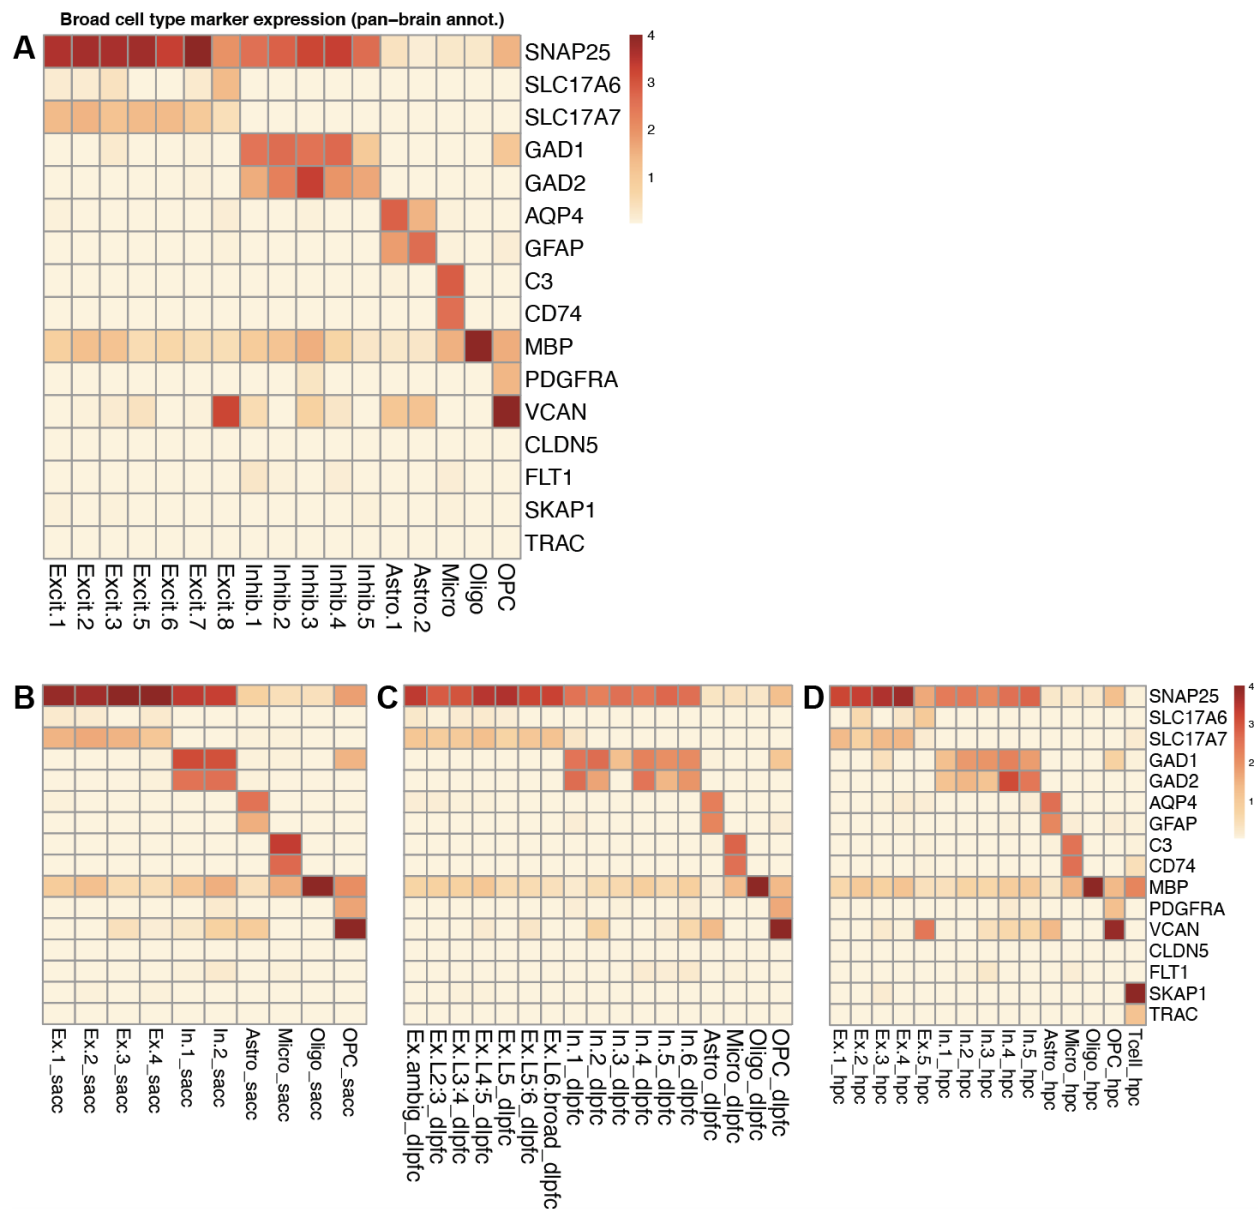 Broad cell type marker expression (pan–brain annot.)
A
SNAP25
SLC17A6
SLC17A7
GAD1
GAD2
AQP4
GFAP
C3
CD74
MBP
PDGFRA
VCAN
CLDN5
FLT1
SKAP1
TRAC
4
3
2
1
Excit.1
Excit.2
Excit.3
Excit.5
Excit.6
Excit.7
Excit.8
Inhib.1
Inhib.2
Inhib.3
Inhib.4
Inhib.5
Astro.1
Astro.2
Micro
Oligo
OPC
B
Ex.1_sacc
Ex.2_sacc
Ex.3_sacc
Ex.4_sacc
In.1_sacc
In.2_sacc
Astro_sacc
Micro_sacc
Oligo_sacc
OPC_sacc
C
Ex.ambig_dlpfc
Ex.L2:3_dlpfc
Ex.L3:4_dlpfc
Ex.L4:5_dlpfc
Ex.L5_dlpfc
Ex.L5:6_dlpfc
Ex.L6.broad_dlpfc
In.1_dlpfc
In.2_dlpfc
In.3_dlpfc
In.4_dlpfc
In.5_dlpfc
In.6_dlpfc
Astro_dlpfc
Micro_dlpfc
Oligo_dlpfc
OPC_dlpfc
D
SNAP25
SLC17A6
SLC17A7
GAD1
GAD2
AQP4
GFAP
C3
CD74
MBP
PDGFRA
VCAN
CLDN5
FLT1
SKAP1
TRAC
4
3
2
1
Ex.1_hpc
Ex.2_hpc
Ex.3_hpc
Ex.4_hpc
Ex.5_hpc
In.1_hpc
In.2_hpc
In.3_hpc
In.4_hpc
In.5_hpc
Astro_hpc
Micro_hpc
Oligo_hpc
OPC_hpc
Tcell_hpc